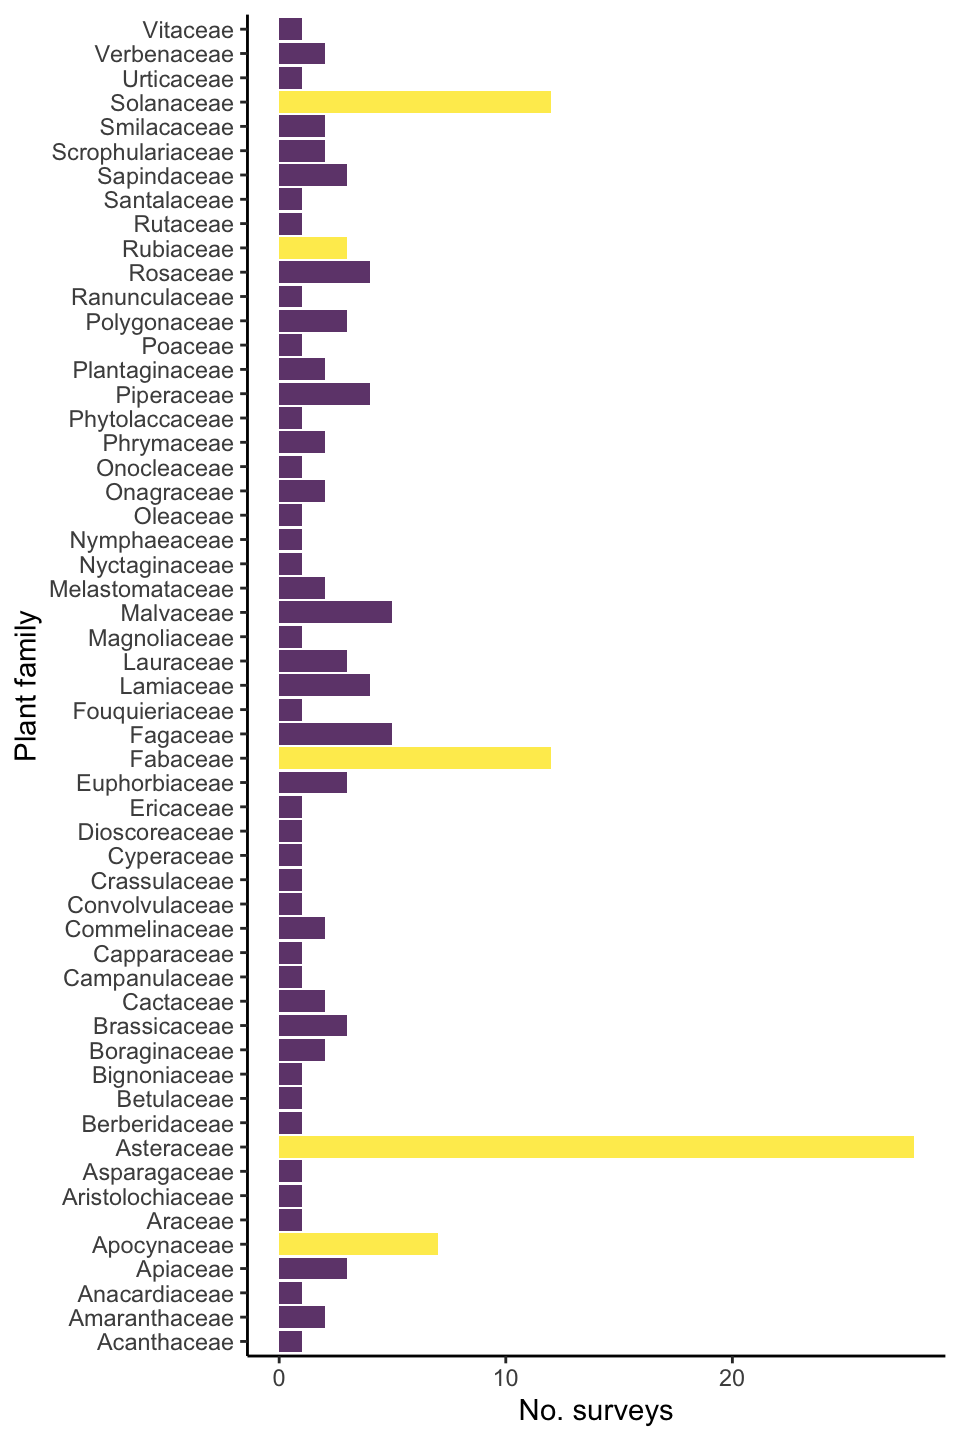 Vitaceae
Verbenaceae
Urticaceae
Solanaceae
Smilacaceae
Scrophulariaceae
Sapindaceae
Santalaceae
Rutaceae
Rubiaceae
Rosaceae
Ranunculaceae
Polygonaceae
Poaceae
Plantaginaceae
Piperaceae
Phytolaccaceae
Phrymaceae
Onocleaceae
Onagraceae
Oleaceae
Nymphaeaceae
Nyctaginaceae
Melastomataceae
Malvaceae
Magnoliaceae
Lauraceae
Lamiaceae
Fouquieriaceae
Fagaceae
Fabaceae
Euphorbiaceae
Ericaceae
Dioscoreaceae
Cyperaceae
Crassulaceae
Convolvulaceae
Commelinaceae
Capparaceae
Campanulaceae
Cactaceae
Brassicaceae
Boraginaceae
Bignoniaceae
Betulaceae
Berberidaceae
Asteraceae
Asparagaceae
Aristolochiaceae
Araceae
Apocynaceae
Apiaceae
Anacardiaceae
Amaranthaceae
Acanthaceae
Plant family
0 10 20
No. surveys